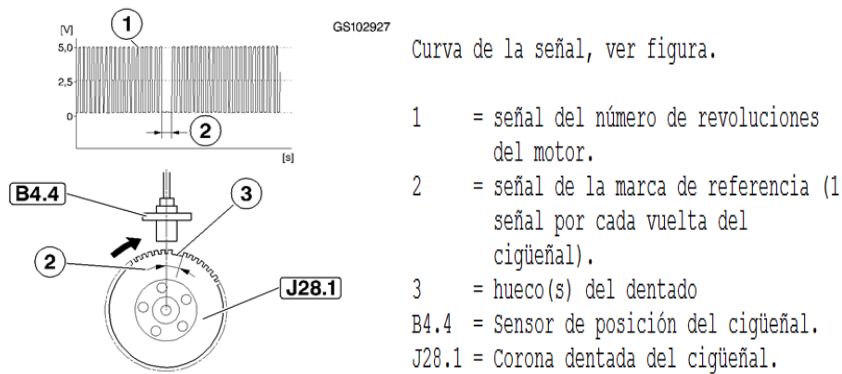 GS102927
[V]
1
5,0
2,5
0
2
[s]
B4.4
3
2
J28.1
Curva de la señal, ver figura.
1 = señal del número de revoluciones
del motor.
2 = señal de la marca de referencia (1
señal por cada vuelta del
cigüeñal).
3 = hueco(s) del dentado
B4.4 = Sensor de posición del cigüeñal.
J28.1 = Corona dentada del cigüeñal.